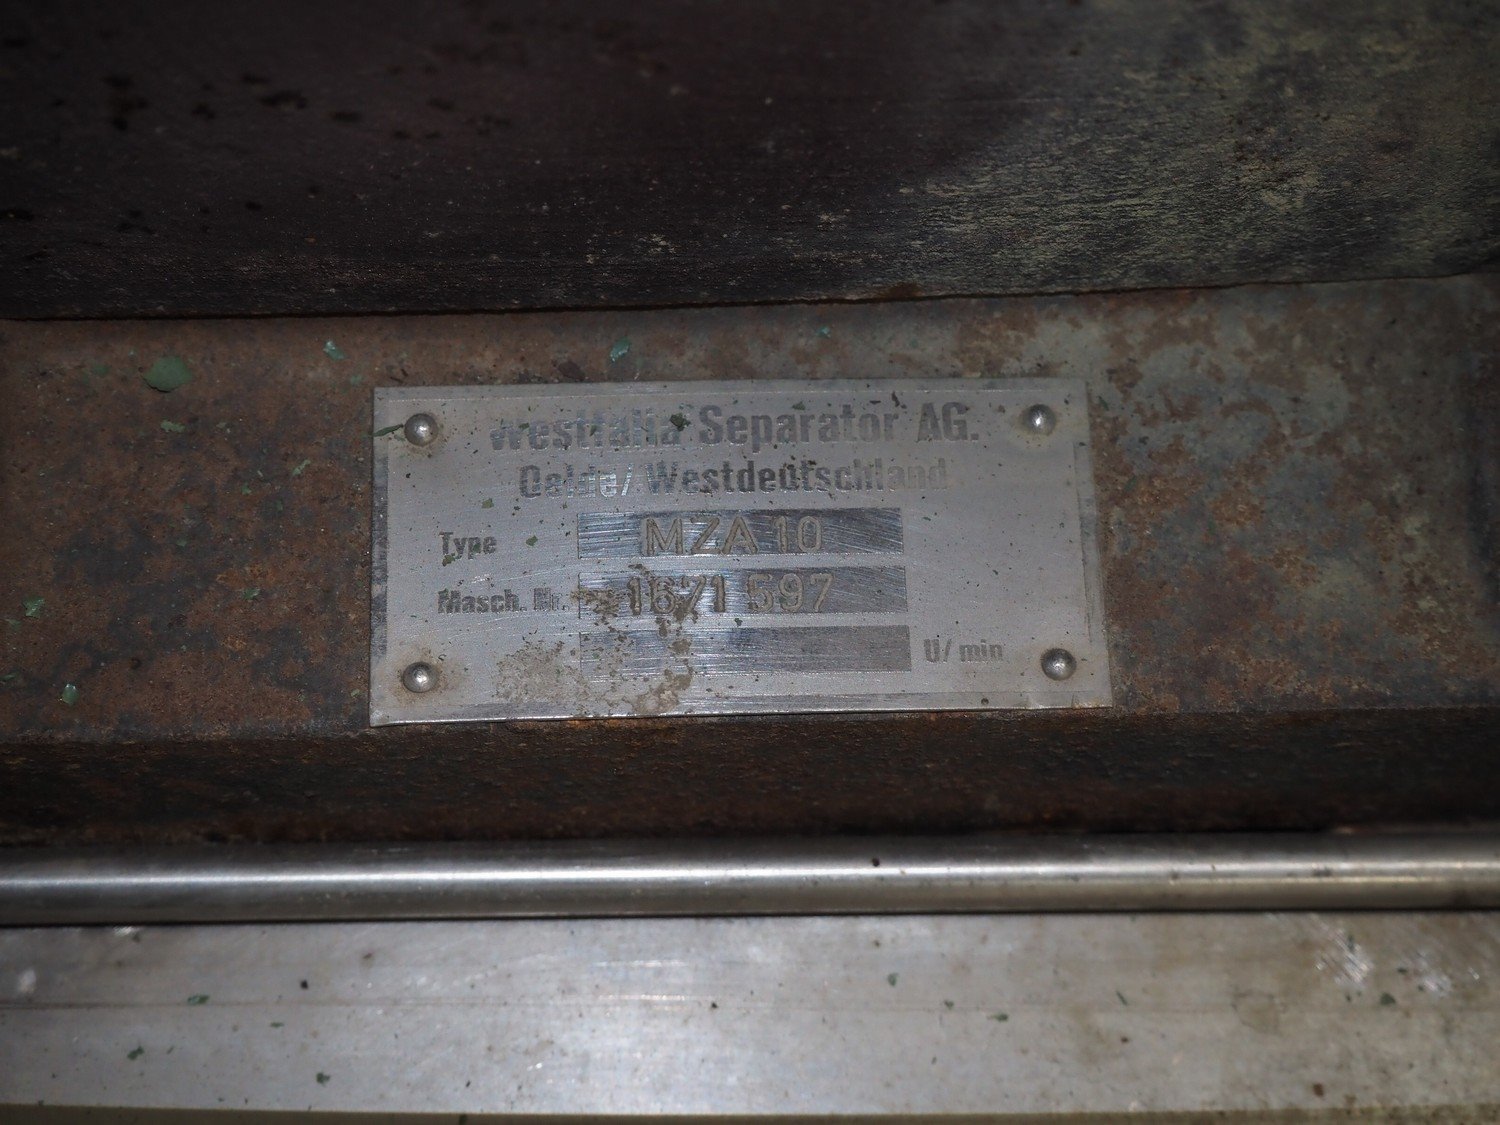 Westfalia Separator AG.
Oelde/Westdeutschland
Type MZA 10
Masch. Nr. 1671 597
U/min